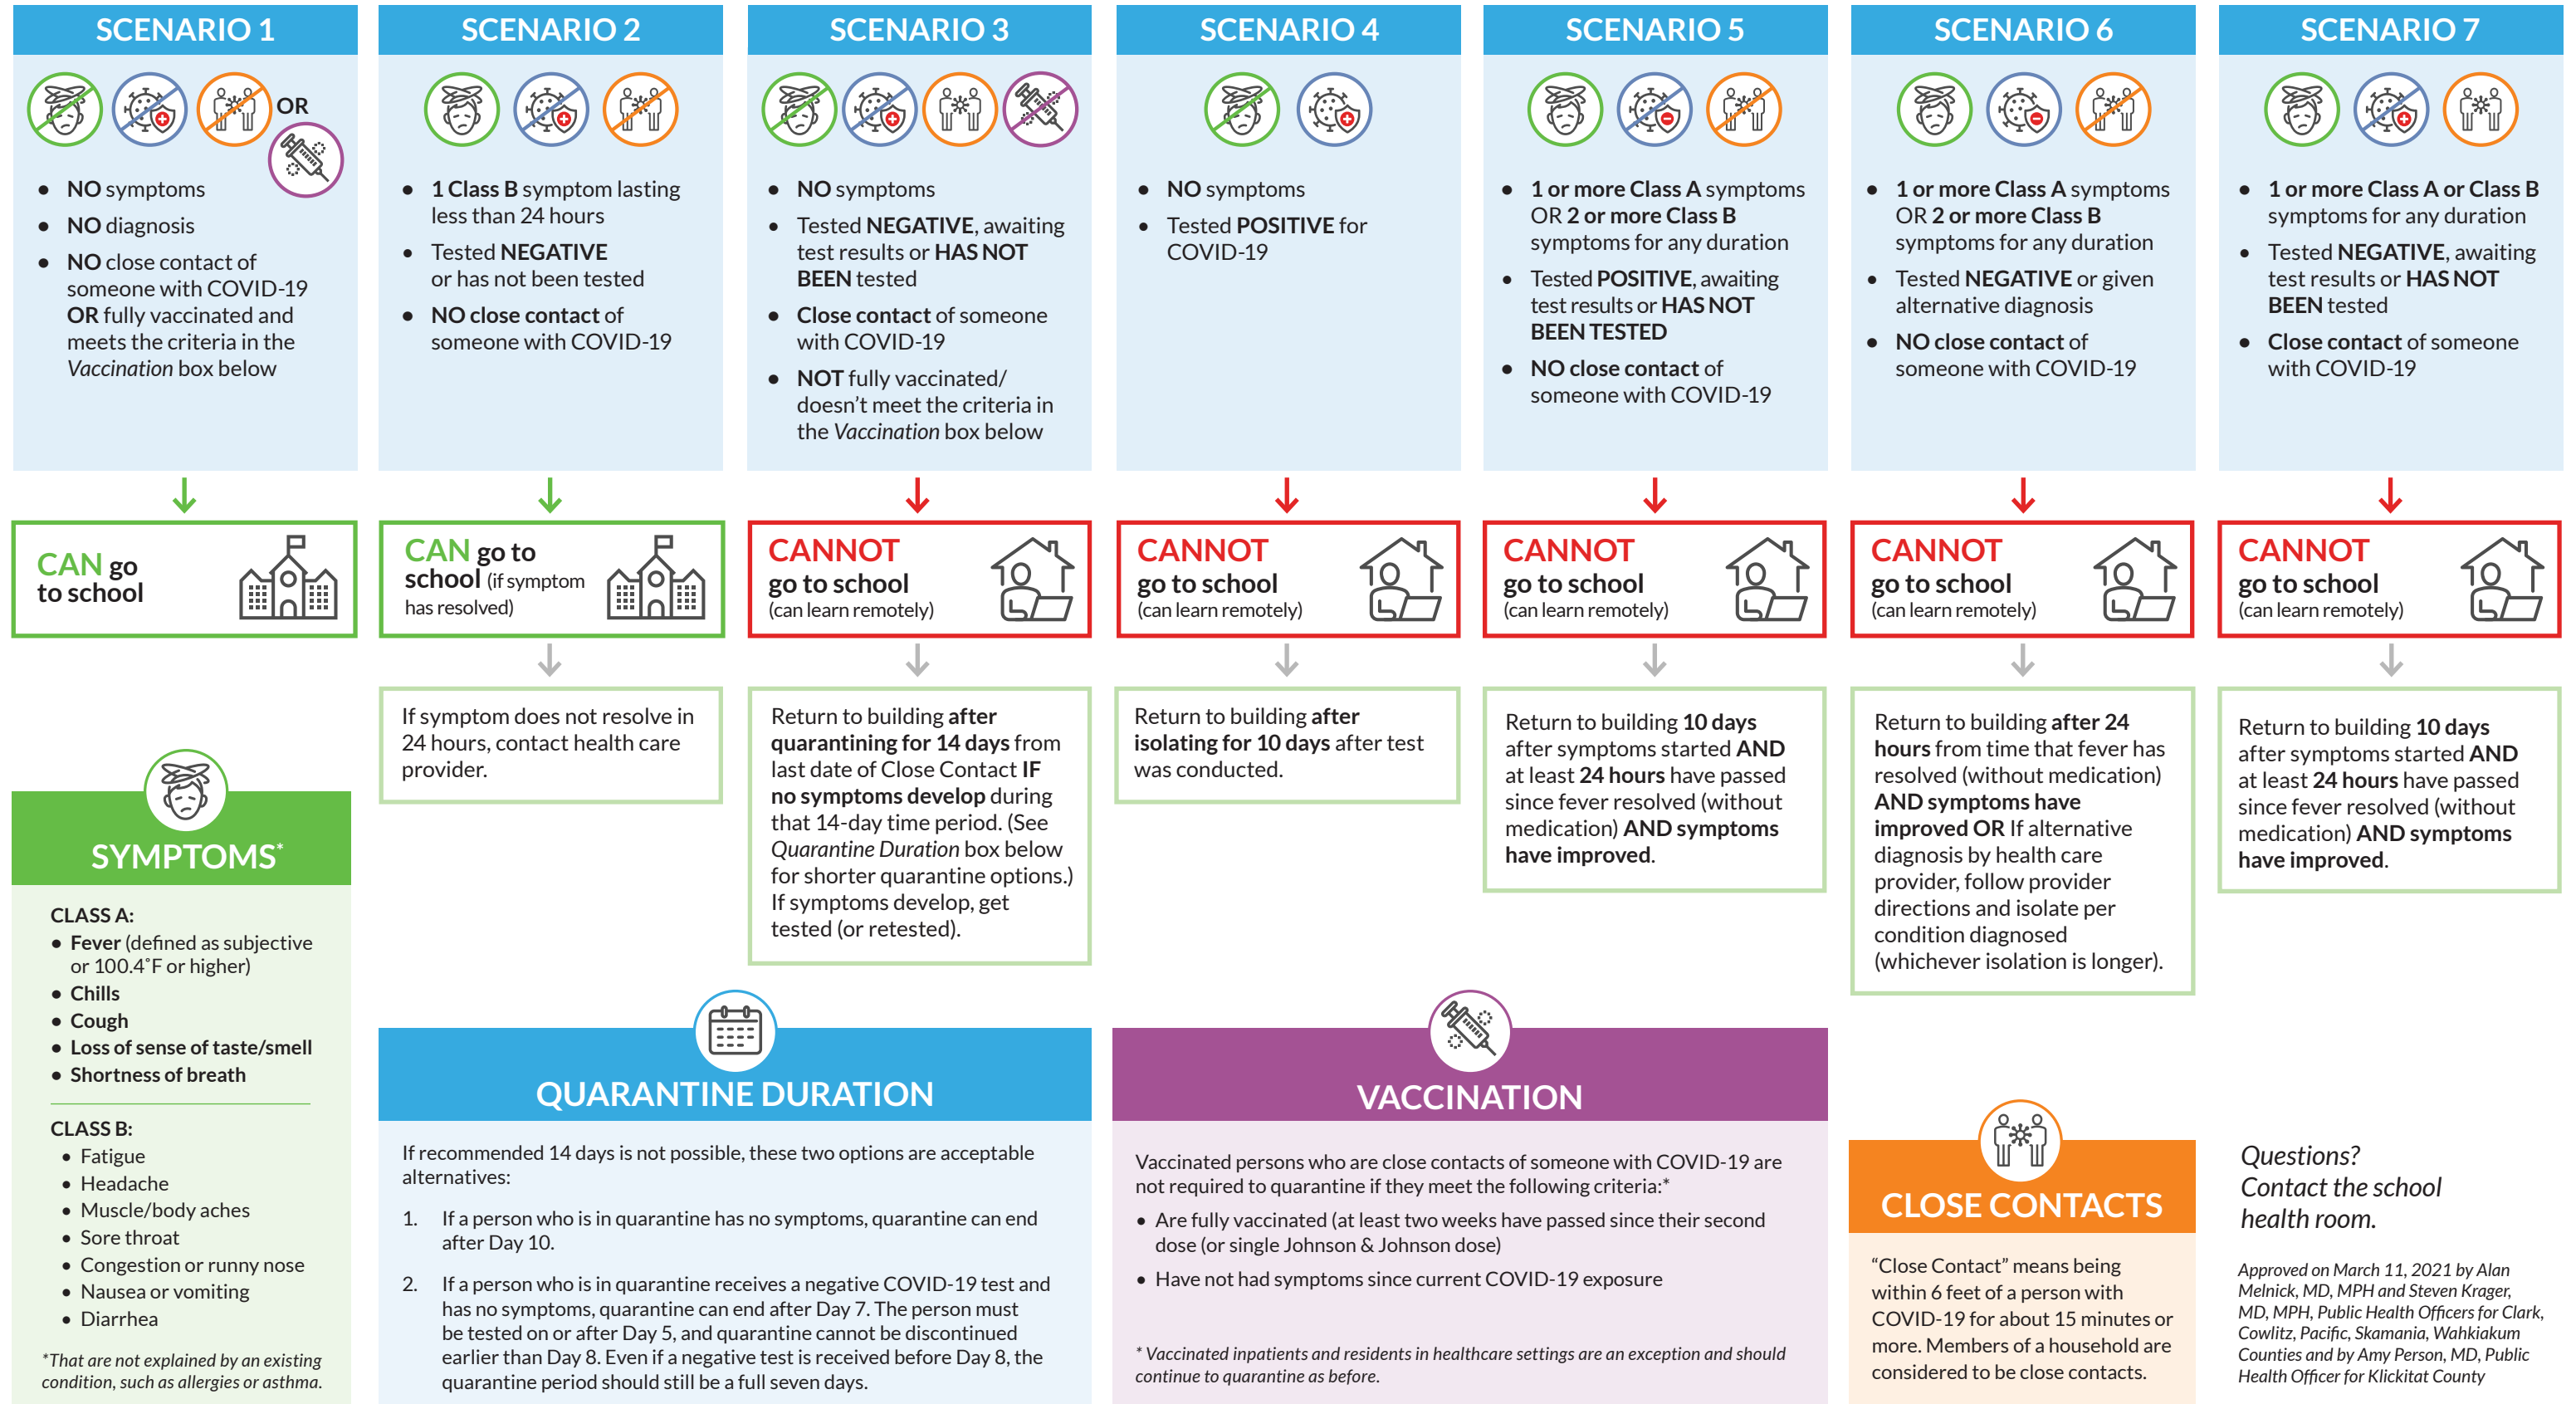 SCENARIO 1
OR
● NO symptoms
● NO diagnosis
● NO close contact of
someone with COVID-19
OR fully vaccinated and
meets the criteria in the
Vaccination box below
CAN go
to school
SCENARIO 2
● 1 Class B symptom lasting
less than 24 hours
● Tested NEGATIVE
or has not been tested
● NO close contact of
someone with COVID-19
CAN go to
school (if symptom
has resolved)
If symptom does not resolve in
24 hours, contact health care
provider.
SCENARIO 3
● NO symptoms
● Tested NEGATIVE, awaiting
test results or HAS NOT
BEEN tested
● Close contact of someone
with COVID-19
● NOT fully vaccinated/
doesn’t meet the criteria in
the Vaccination box below
CANNOT
go to school
(can learn remotely)
Return to building after
quarantining for 14 days from
last date of Close Contact IF
no symptoms develop during
that 14-day time period. (See
Quarantine Duration box below
for shorter quarantine options.)
If symptoms develop, get
tested (or retested).
SCENARIO 4
● NO symptoms
● Tested POSITIVE for
COVID-19
CANNOT
go to school
(can learn remotely)
Return to building after
isolating for 10 days after test
was conducted.
SCENARIO 5
● 1 or more Class A symptoms
OR 2 or more Class B
symptoms for any duration
● Tested POSITIVE, awaiting
test results or HAS NOT
BEEN TESTED
● NO close contact of
someone with COVID-19
CANNOT
go to school
(can learn remotely)
Return to building 10 days
after symptoms started AND
at least 24 hours have passed
since fever resolved (without
medication) AND symptoms
have improved.
SCENARIO 6
● 1 or more Class A symptoms
OR 2 or more Class B
symptoms for any duration
● Tested NEGATIVE or given
alternative diagnosis
● NO close contact of
someone with COVID-19
CANNOT
go to school
(can learn remotely)
Return to building after 24
hours from time that fever has
resolved (without medication)
AND symptoms have
improved OR If alternative
diagnosis by health care
provider, follow provider
directions and isolate per
condition diagnosed
(whichever isolation is longer).
SCENARIO 7
● 1 or more Class A or Class B
symptoms for any duration
● Tested NEGATIVE, awaiting
test results or HAS NOT
BEEN tested
● Close contact of someone
with COVID-19
CANNOT
go to school
(can learn remotely)
Return to building 10 days
after symptoms started AND
at least 24 hours have passed
since fever resolved (without
medication) AND symptoms
have improved.
SYMPTOMS*
CLASS A:
● Fever (defined as subjective
or 100.4˚F or higher)
● Chills
● Cough
● Loss of sense of taste/smell
● Shortness of breath
CLASS B:
• Fatigue
• Headache
• Muscle/body aches
• Sore throat
• Congestion or runny nose
• Nausea or vomiting
• Diarrhea
*That are not explained by an existing
condition, such as allergies or asthma.
QUARANTINE DURATION
If recommended 14 days is not possible, these two options are acceptable
alternatives:
1. If a person who is in quarantine has no symptoms, quarantine can end
after Day 10.
2. If a person who is in quarantine receives a negative COVID-19 test and
has no symptoms, quarantine can end after Day 7. The person must
be tested on or after Day 5, and quarantine cannot be discontinued
earlier than Day 8. Even if a negative test is received before Day 8, the
quarantine period should still be a full seven days.
VACCINATION
Vaccinated persons who are close contacts of someone with COVID-19 are
not required to quarantine if they meet the following criteria:*
• Are fully vaccinated (at least two weeks have passed since their second
dose (or single Johnson & Johnson dose)
• Have not had symptoms since current COVID-19 exposure
* Vaccinated inpatients and residents in healthcare settings are an exception and should
continue to quarantine as before.
CLOSE CONTACTS
“Close Contact” means being
within 6 feet of a person with
COVID-19 for about 15 minutes or
more. Members of a household are
considered to be close contacts.
Questions?
Contact the school
health room.
Approved on March 11, 2021 by Alan
Melnick, MD, MPH and Steven Krager,
MD, MPH, Public Health Officers for Clark,
Cowlitz, Pacific, Skamania, Wahkiakum
Counties and by Amy Person, MD, Public
Health Officer for Klickitat County